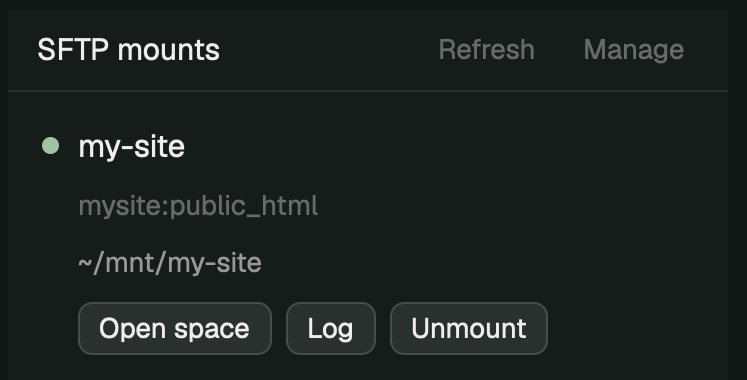 SFTP mounts Refresh Manage
my-site
mysite:public_html
~/mnt/my-site
Open space Log Unmount